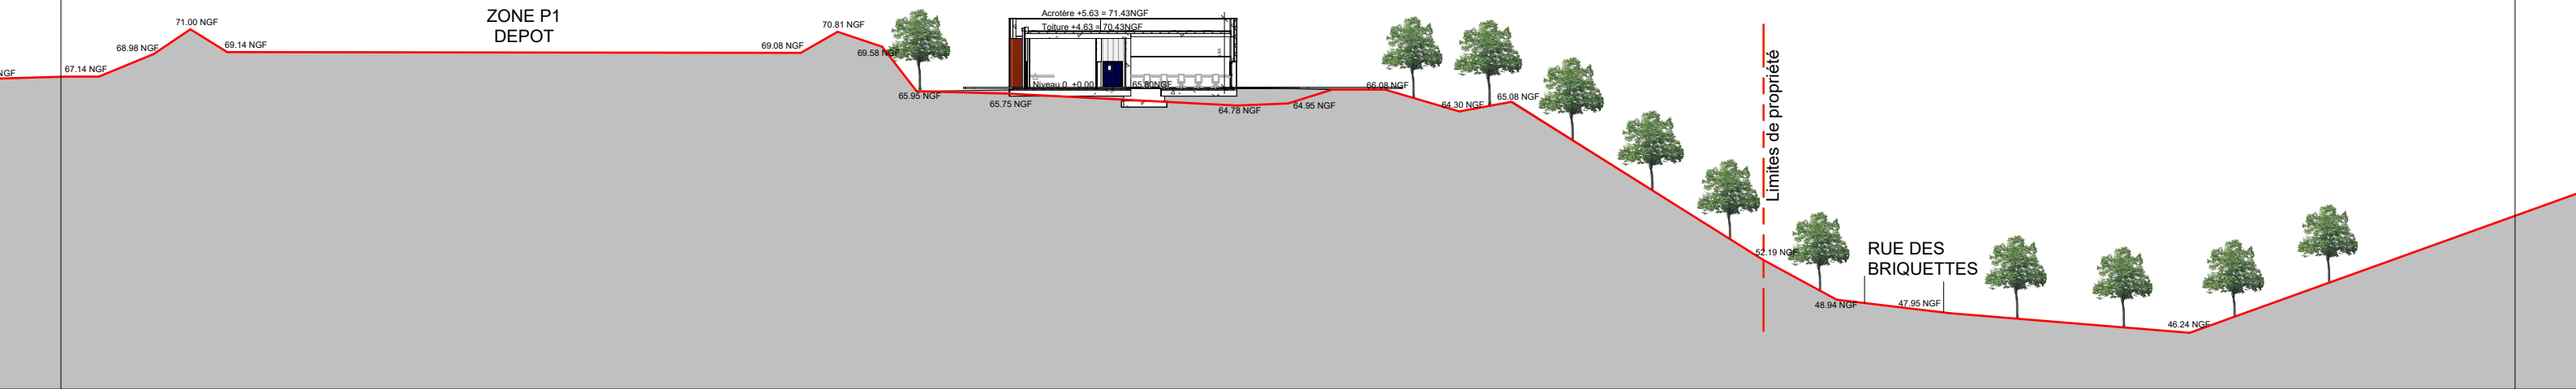 NGF
67.14 NGF
68.98 NGF
71.00 NGF
69.14 NGF
ZONE P1
DEPOT
69.08 NGF
70.81 NGF
69.58 NGF
65.95 NGF
Acrotère +5.63 = 71.43NGF
Toiture +4.63 = 70.43NGF
Niveau 0 +0.00
65.80NGF
65.75 NGF
64.78 NGF
64.95 NGF
66.08 NGF
64.30 NGF
65.08 NGF
Limites de propriété
52.19 NGF
48.94 NGF
RUE DES
BRIQUETTES
47.95 NGF
46.24 NGF